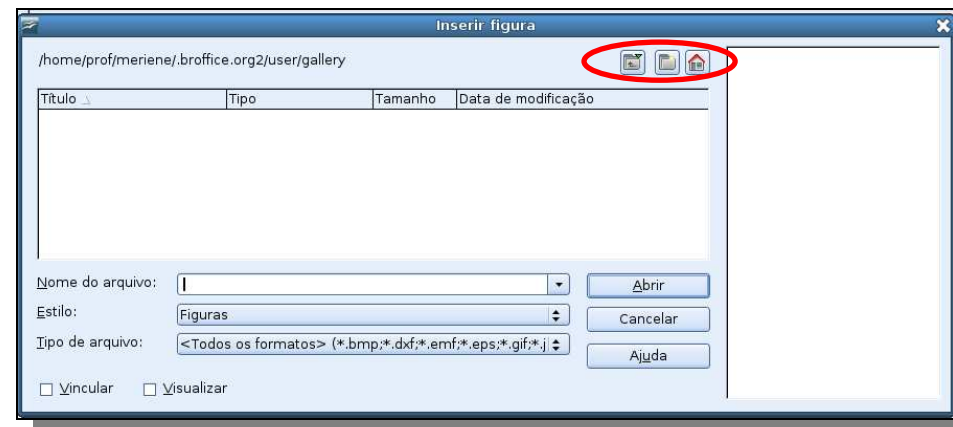 Inserir figura
/home/prof/meriene/.broffice.org2/user/gallery
Título Tipo Tamanho Data de modificação
Nome do arquivo: Abrir
Estilo: Figuras Cancelar
Tipo de arquivo: <Todos os formatos> (*.bmp;*.dxf;*.emf;*.eps;*.gif;*.j
Ajuda
Vincular Visualizar